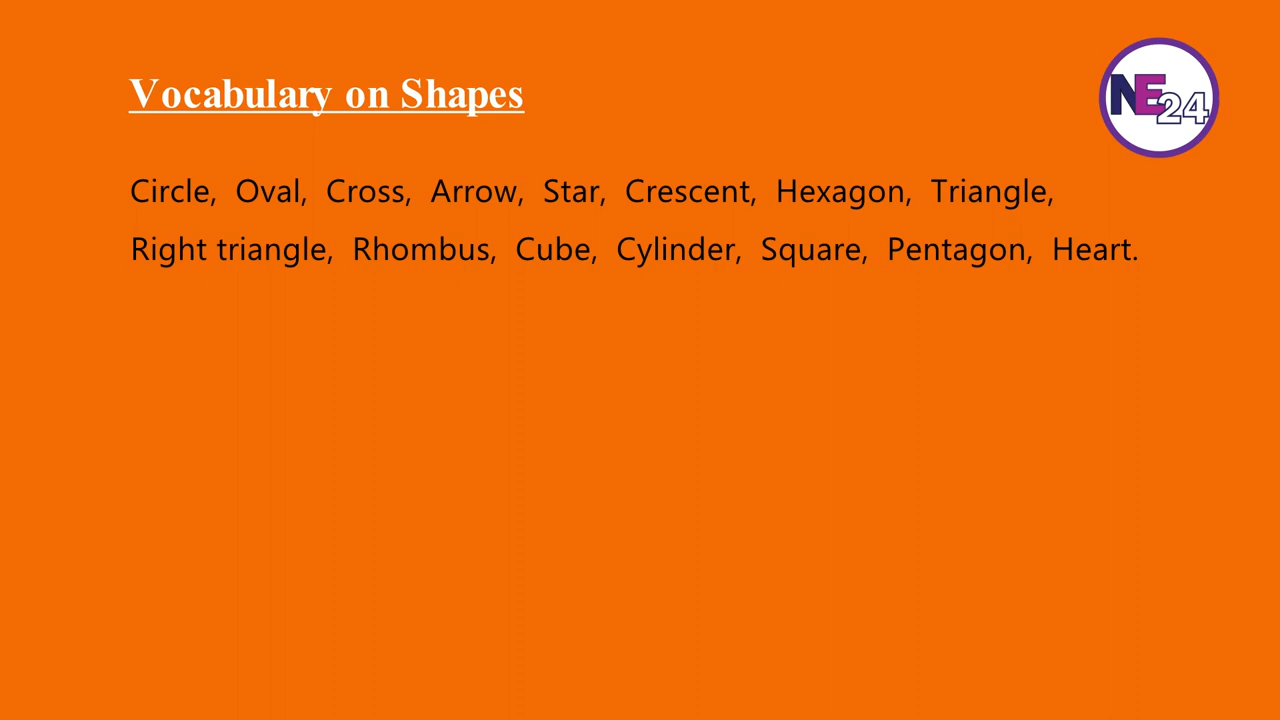 Vocabulary on Shapes
NE24
Circle, Oval, Cross, Arrow, Star, Crescent, Hexagon, Triangle,
Right triangle, Rhombus, Cube, Cylinder, Square, Pentagon, Heart.